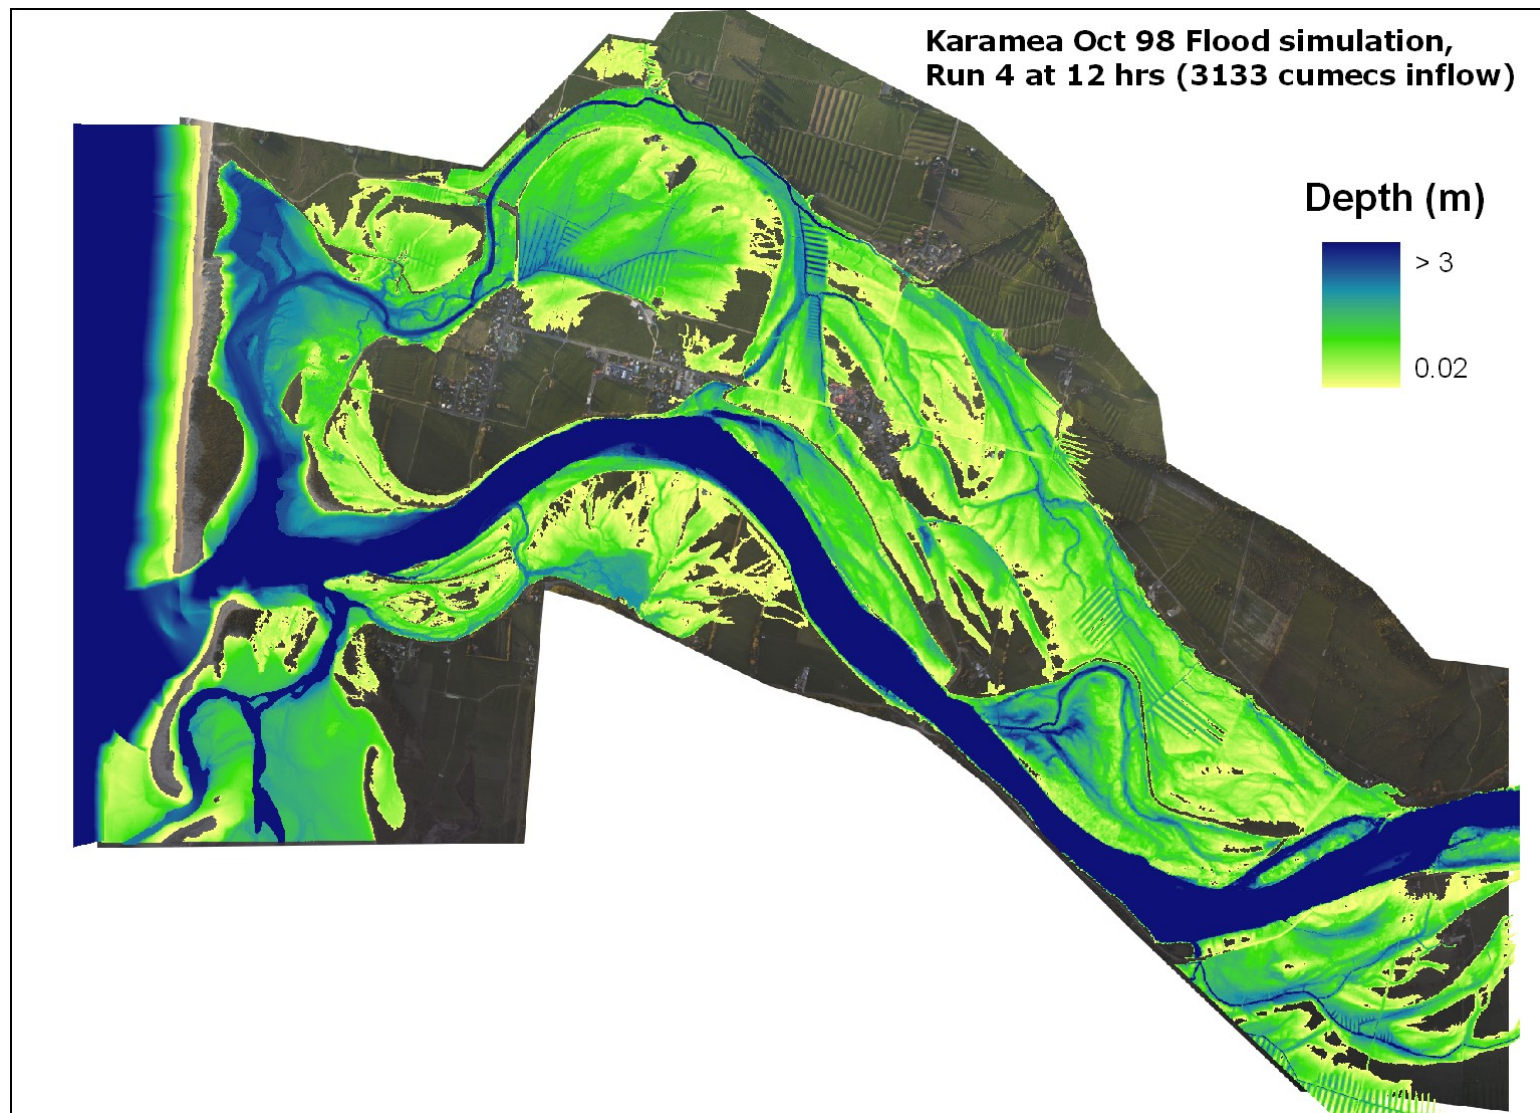 Karamea Oct 98 Flood simulation,
Run 4 at 12 hrs (3133 cumecs inflow)
Depth (m)
> 3
0.02